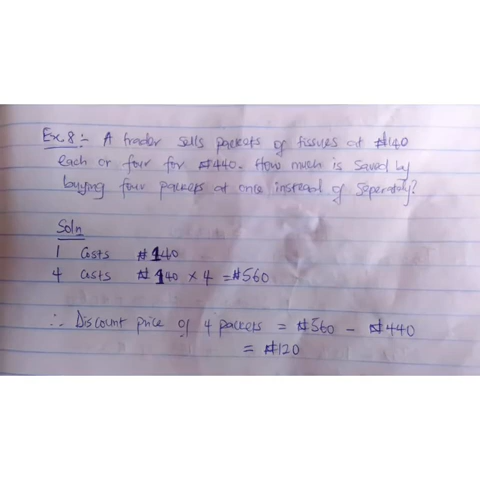 Ex.8:- A trader sells packets of tissues at ₦140
each or four for ₦440. How much is saved by
buying four packets at once instead of seperately?
Soln
1 Costs ₦140
4 Costs ₦140 × 4 = ₦560
∴ Discount price of 4 packets = ₦560 - ₦440
= ₦120